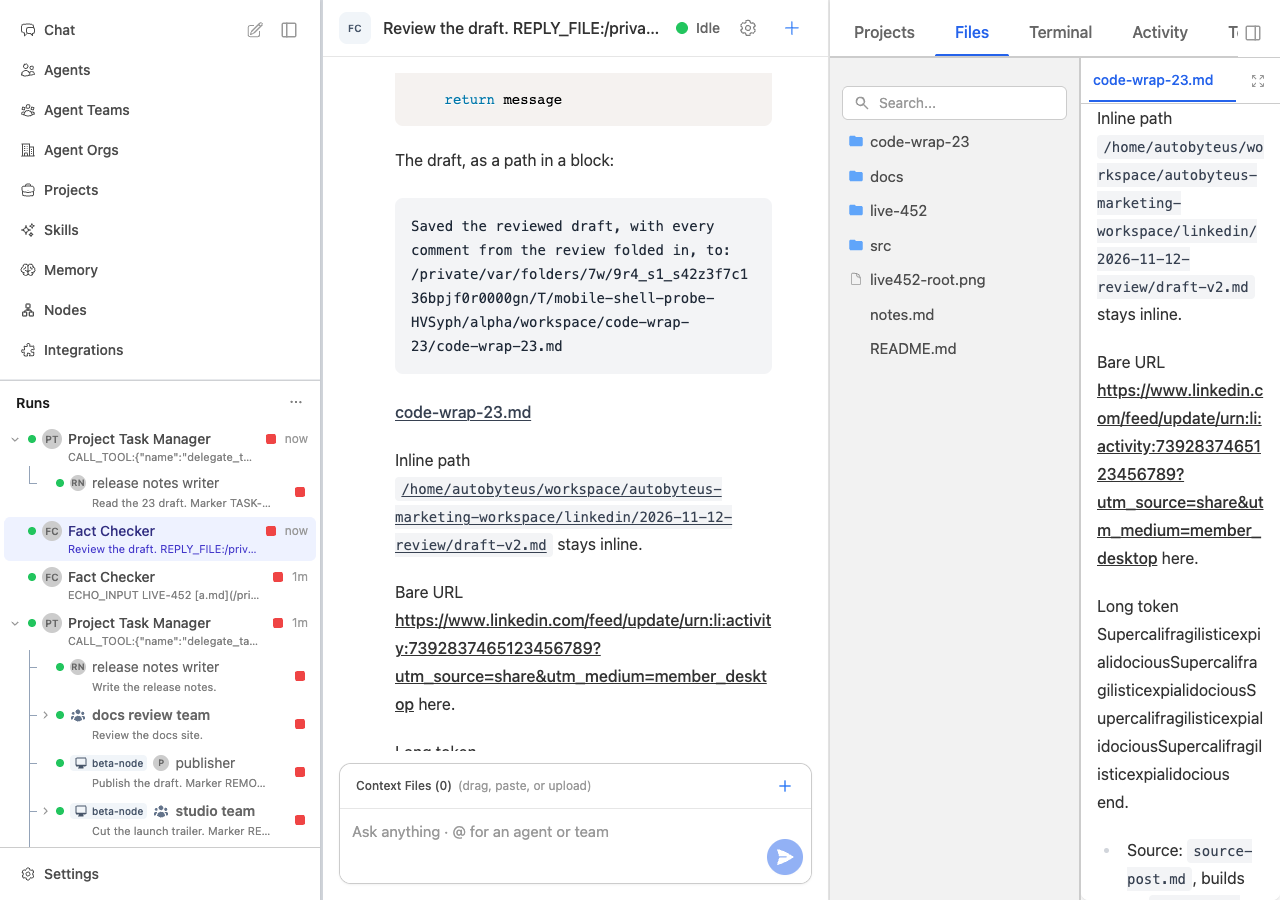 Chat
Agents
Agent Teams
Agent Orgs
Projects
Skills
Memory
Nodes
Integrations
Runs
···
PT Project Task Manager now
CALL_TOOL:{"name":"delegate_t...
RN release notes writer
Read the 23 draft. Marker TASK-...
FC Fact Checker now
Review the draft. REPLY_FILE:/priv...
FC Fact Checker 1m
ECHO_INPUT LIVE-452 [a.md](/pri...
PT Project Task Manager 1m
CALL_TOOL:{"name":"delegate_ta...
RN release notes writer
Write the release notes.
docs review team
Review the docs site.
beta-node P publisher
Publish the draft. Marker REMO...
beta-node studio team
Cut the launch trailer. Marker RE...
Settings
FC Review the draft. REPLY_FILE:/priva... Idle
return message
The draft, as a path in a block:
Saved the reviewed draft, with every
comment from the review folded in, to:
/private/var/folders/7w/9r4_s1_s42z3f7c1
36bpjf0r0000gn/T/mobile-shell-probe-
HVSyph/alpha/workspace/code-wrap-
23/code-wrap-23.md
code-wrap-23.md
Inline path
/home/autobyteus/workspace/autobyteus-
marketing-workspace/linkedin/2026-11-12-
review/draft-v2.md stays inline.
Bare URL
https://www.linkedin.com/feed/update/urn:li:activit
y:7392837465123456789?
utm_source=share&utm_medium=member_deskt
op here.
Long token
Context Files (0) (drag, paste, or upload)
Ask anything · @ for an agent or team
Projects Files Terminal Activity
Search...
code-wrap-23
docs
live-452
src
live452-root.png
notes.md
README.md
code-wrap-23.md
Inline path
/home/autobyteus/wo
rkspace/autobyteus-
marketing-
workspace/linkedin/
2026-11-12-
review/draft-v2.md
stays inline.
Bare URL
https://www.linkedin.c
om/feed/update/urn:li:
activity:73928374651
23456789?
utm_source=share&ut
m_medium=member_
desktop here.
Long token
Supercalifragilisticexpi
alidociousSupercalifra
gilisticexpialidociousS
upercalifragilisticexpial
idociousSupercalifragil
isticexpialidocious
end.
Source: source-
post.md, builds